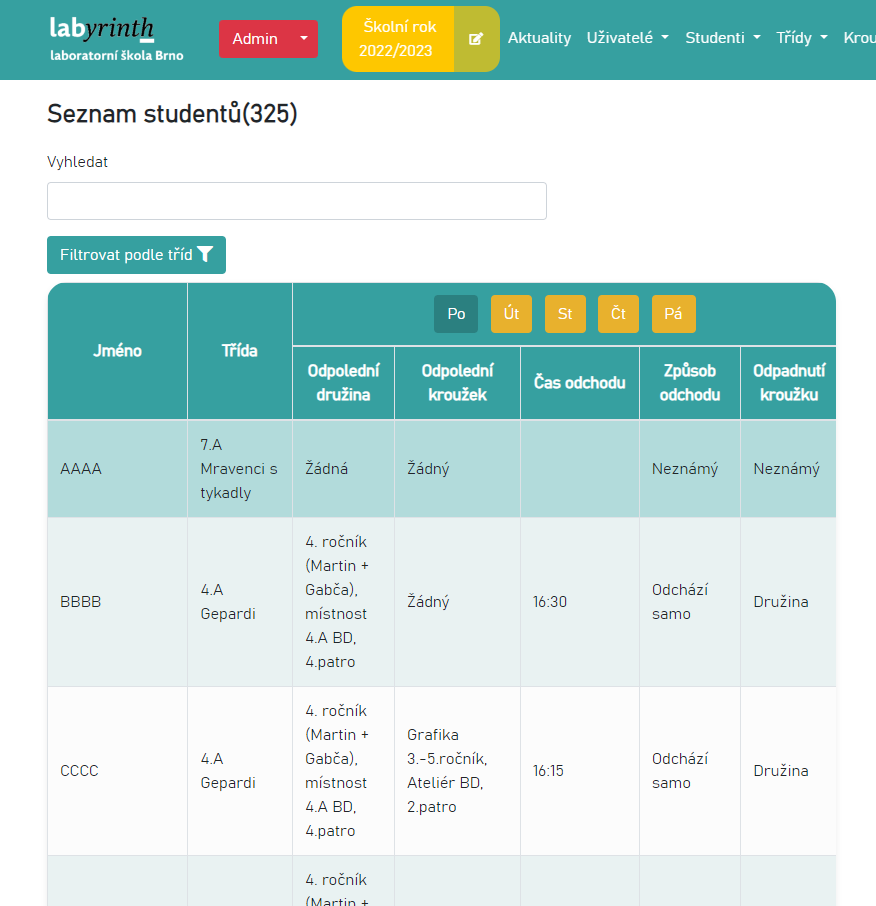 labyrinth
laboratorní škola Brno
Admin
Školní rok
2022/2023
Aktuality
Uživatelé
Studenti
Třídy
Krou
Seznam studentů(325)
Vyhledat
Filtrovat podle tříd
Jméno
Třída
Po
Út
St
Čt
Pá
Odpolední
družina
Odpolední
kroužek
Čas odchodu
Způsob
odchodu
Odpadnutí
kroužku
AAAA
7.A
Mravenci s
tykadly
Žádná
Žádný
Neznámý
Neznámý
BBBB
4.A
Gepardi
4. ročník
(Martin +
Gabča),
místnost
4.A BD,
4.patro
Žádný
16:30
Odchází
samo
Družina
CCCC
4.A
Gepardi
4. ročník
(Martin +
Gabča),
místnost
4.A BD,
4.patro
Grafika
3.-5.ročník,
Ateliér BD,
2.patro
16:15
Odchází
samo
Družina
4. ročník
(Martin +